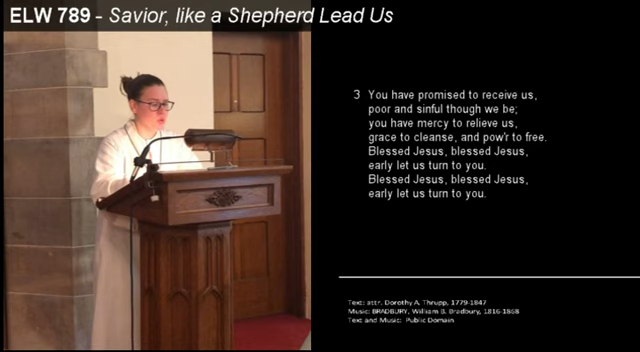 ELW 789 - Savior, like a Shepherd Lead Us
3 You have promised to receive us,
poor and sinful though we be;
you have mercy to relieve us,
grace to cleanse, and pow'r to free.
Blessed Jesus, blessed Jesus,
early let us turn to you.
Blessed Jesus, blessed Jesus,
early let us turn to you.
Text: attr. Dorothy A. Thrupp, 1779-1847
Music: BRADBURY, William B. Bradbury, 1816-1868
Text and Music: Public Domain